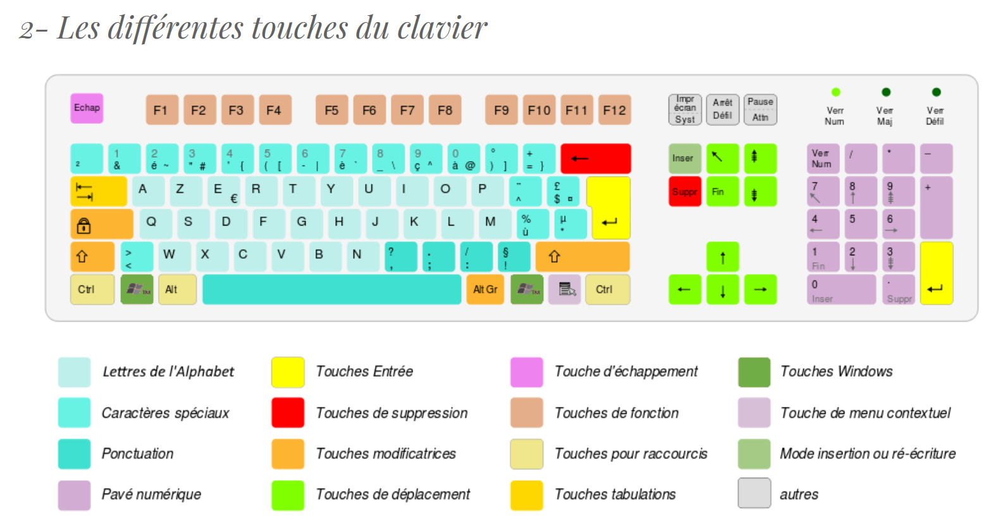 2- Les différentes touches du clavier
Echap F1 F2 F3 F4 F5 F6 F7 F8 F9 F10 F11 F12
Impr écran Syst
Arrêt Défil
Pause Attn
Verr Num
Verr Maj
Verr Défil
²
1 &
2 é ~
3 " #
4 ' {
5 ( [
6 - |
7 è `
8 _ \
9 ç ^
0 à @
° ) ]
+ = }
←
Inser ↖ ⇞
Verr Num / * −
A Z E € R T Y U I O P
¨ ^
£ $ ¤
Suppr Fin ⇟
7 ↖ 8 ↑ 9 ⇞ +
Q S D F G H J K L M
% ù
µ *
↵
4 ← 5 6 →
⇧
> <
W X C V B N
? ,
. ;
/ :
§ !
⇧
↑
1 Fin 2 ↓ 3 ⇟
Ctrl TM Alt Alt Gr TM Ctrl
← ↓ →
0 Inser . Suppr ↵
Lettres de l'Alphabet
Touches Entrée
Touche d'échappement
Touches Windows
Caractères spéciaux
Touches de suppression
Touches de fonction
Touche de menu contextuel
Ponctuation
Touches modificatrices
Touches pour raccourcis
Mode insertion ou ré-écriture
Pavé numérique
Touches de déplacement
Touches tabulations
autres